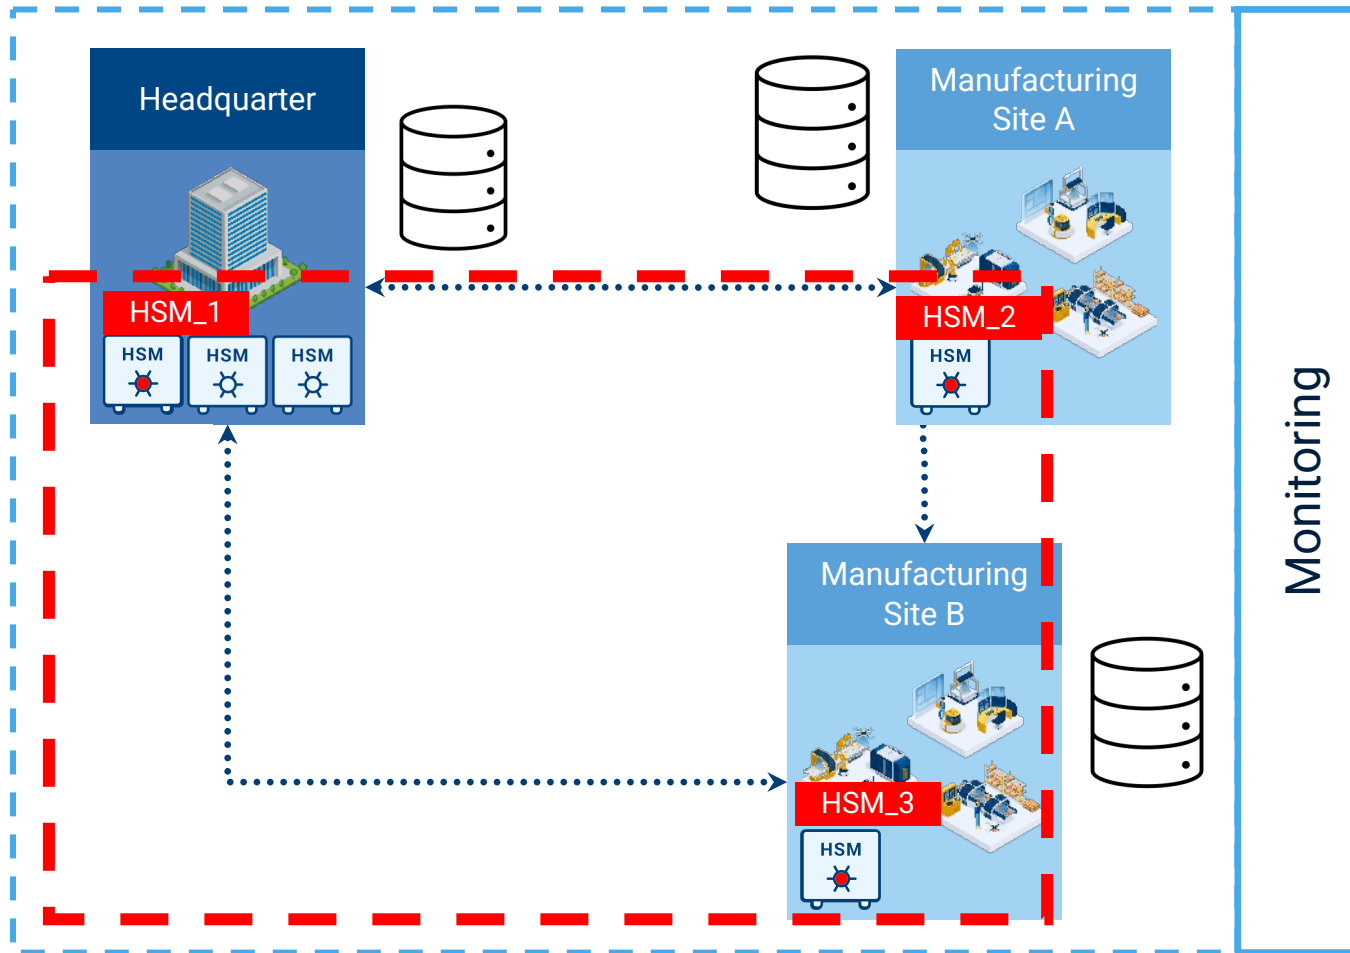 Headquarter
HSM_1
HSM
HSM
HSM
Manufacturing
Site A
HSM_2
HSM
Manufacturing
Site B
HSM_3
HSM
Monitoring